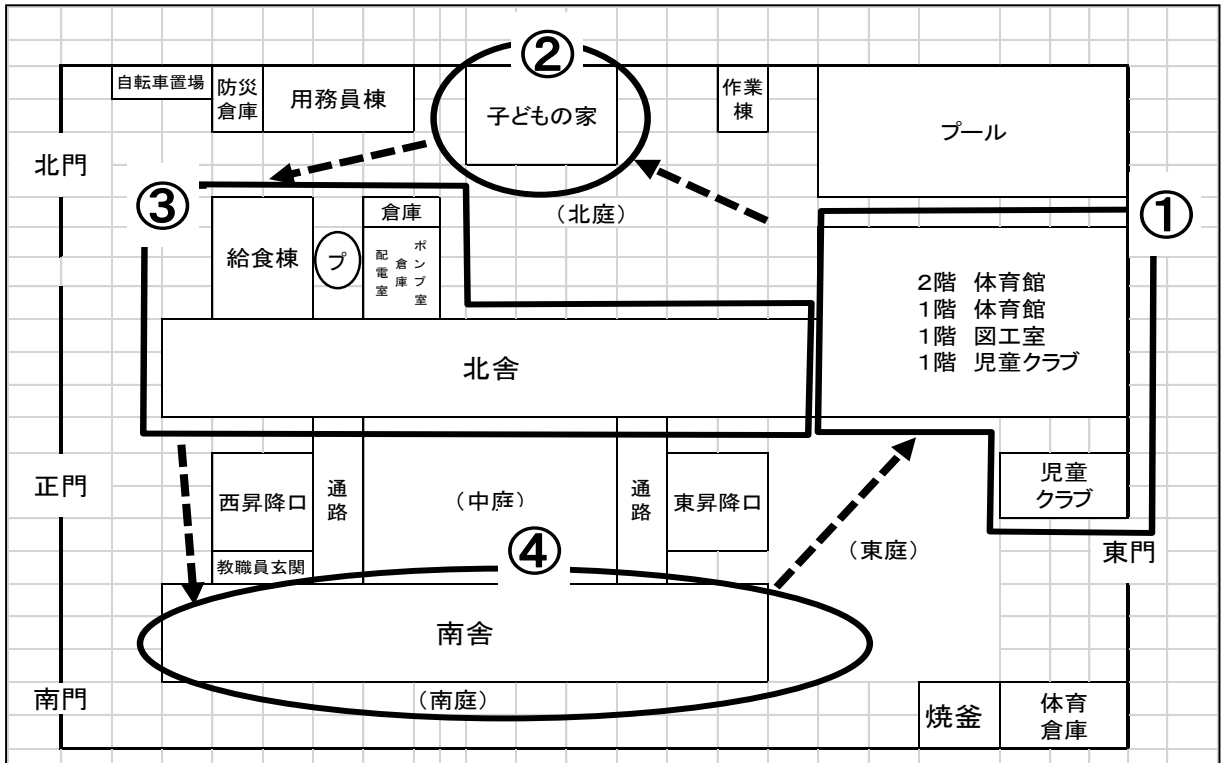 ②
自転車置場
防災
倉庫
用務員棟
子どもの家
作業
棟
プール
北門
③
①
(北庭)
給食棟
プ
倉庫
配電室
倉庫
ポンプ室
2階 体育館
1階 体育館
1階 図工室
1階 児童クラブ
北舎
正門
西昇降口
通路
(中庭)
通路
東昇降口
児童
クラブ
④
(東庭)
東門
教職員玄関
南舎
南門
(南庭)
焼釜
体育
倉庫